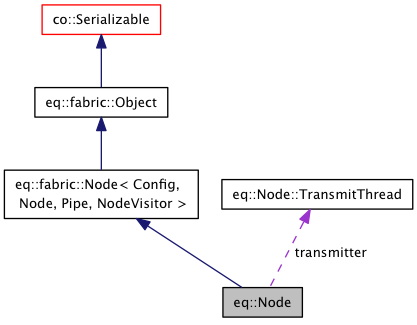 co::Serializable
eq::fabric::Object
eq::fabric::Node< Config,
Node, Pipe, NodeVisitor >
eq::Node::TransmitThread
transmitter
eq::Node